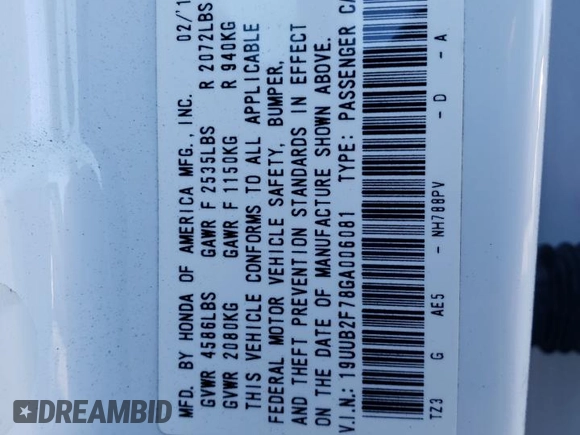 MFD. BY HONDA OF AMERICA MFG., INC. 02/1
GVWR 4586LBS GAWR F 2535LBS R 2072LBS
GVWR 2080KG GAWR F 1150KG R 940KG
THIS VEHICLE CONFORMS TO ALL APPLICABLE
FEDERAL MOTOR VEHICLE SAFETY, BUMPER,
AND THEFT PREVENTION STANDARDS IN EFFECT
ON THE DATE OF MANUFACTURE SHOWN ABOVE.
V.I.N.: 19UUB2F78GA006081 TYPE: PASSENGER CA
TZ3 G AE5 - NH788PV - D - A
DREAMBID